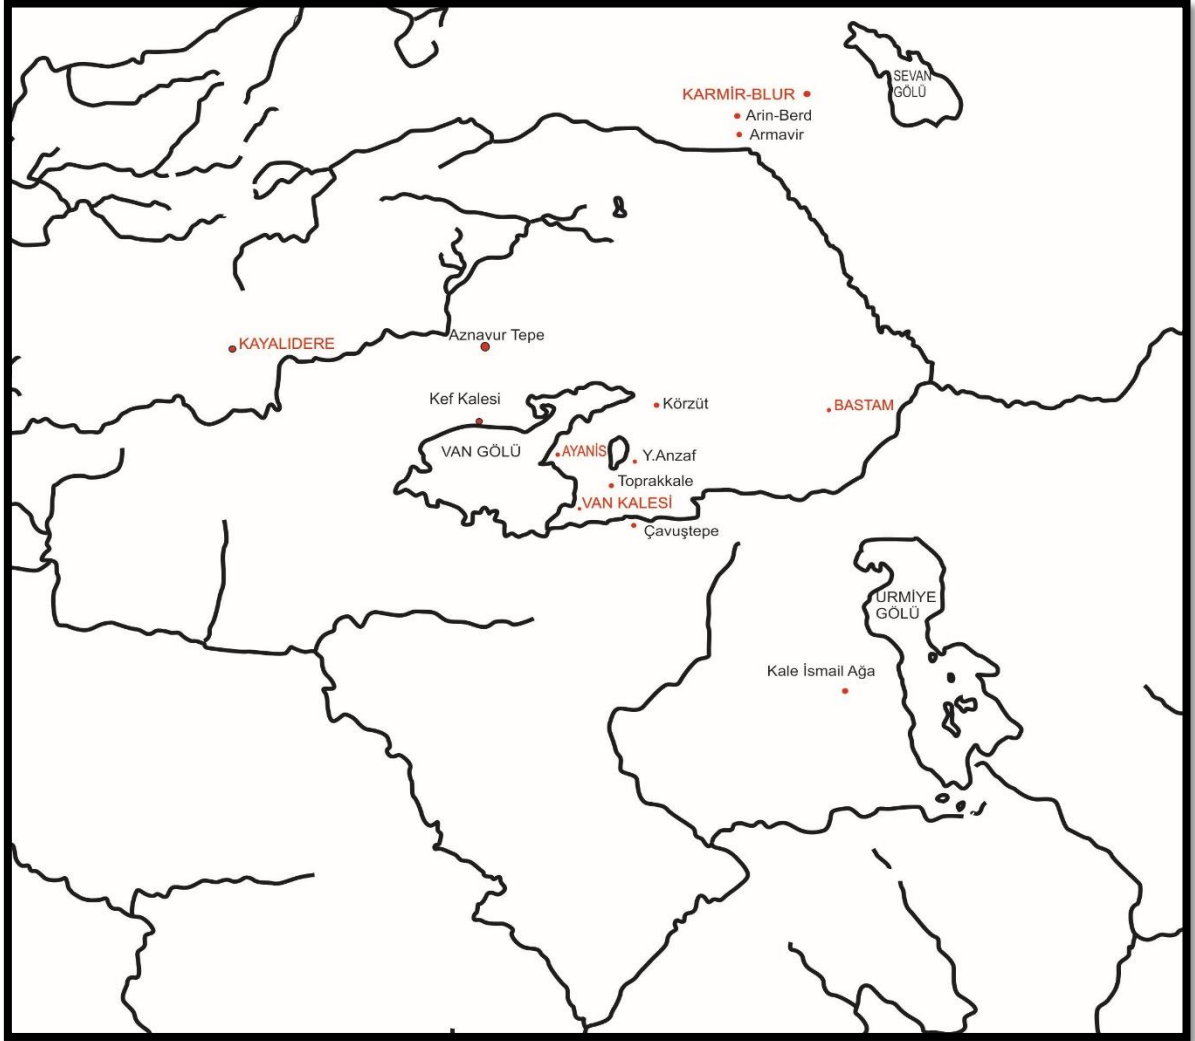 SEVAN
GÖLÜ
KARMİR-BLUR
Arin-Berd
Armavir
KAYALIDERE
Aznavur Tepe
Kef Kalesi
Körzüt
BASTAM
VAN GÖLÜ
AYANİS
Y.Anzaf
Toprakkale
VAN KALESİ
Çavuştepe
URMİYE
GÖLÜ
Kale İsmail Ağa